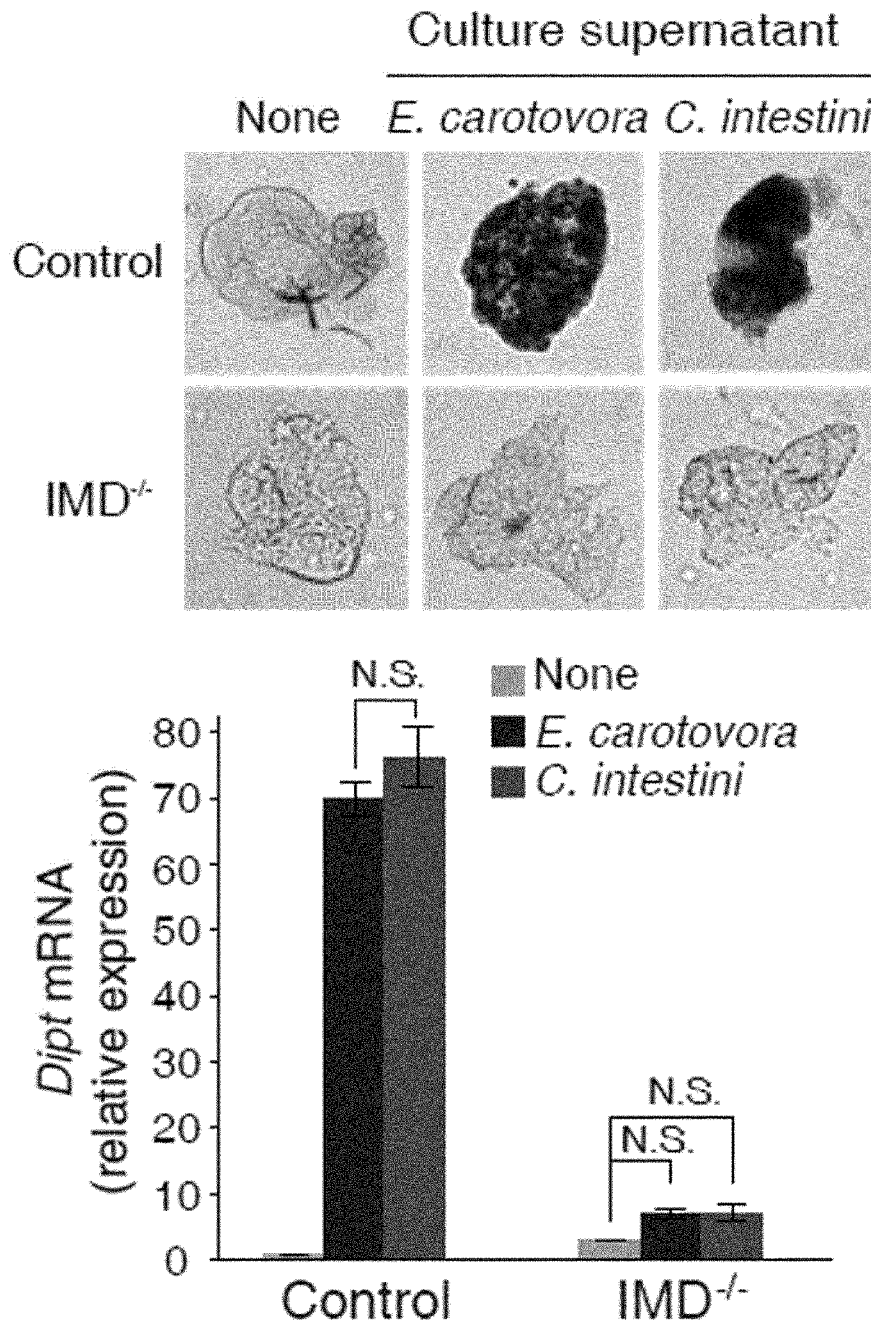 Culture supernatant
None E. carotovora C. intestini
Control
IMD-/-
N.S.
None
E. carotovora
C. intestini
80
70
60
50
40
30
20
10
0
Dipt mRNA
(relative expression)
N.S.
N.S.
Control IMD-/-